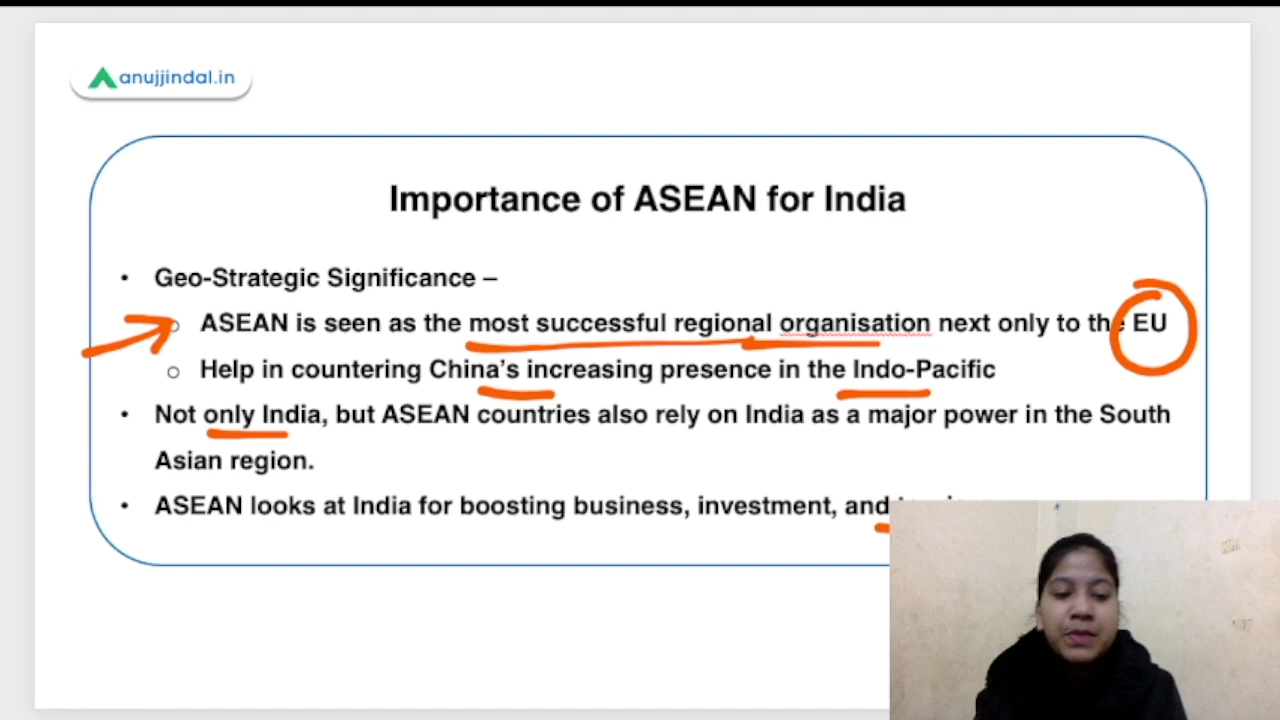 anujjindal.in
Importance of ASEAN for India
• Geo-Strategic Significance –
○ ASEAN is seen as the most successful regional organisation next only to the EU
○ Help in countering China's increasing presence in the Indo-Pacific
• Not only India, but ASEAN countries also rely on India as a major power in the South
Asian region.
• ASEAN looks at India for boosting business, investment, and